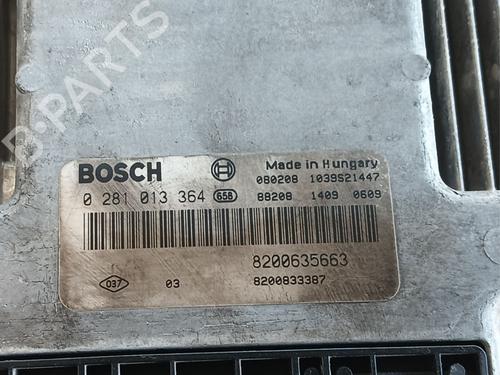 B-PARTS
BOSCH
Made in Hungary
080208 1039S21447
0 281 013 364 658
88208 1409 0609
8200635663
037 03 8200833387